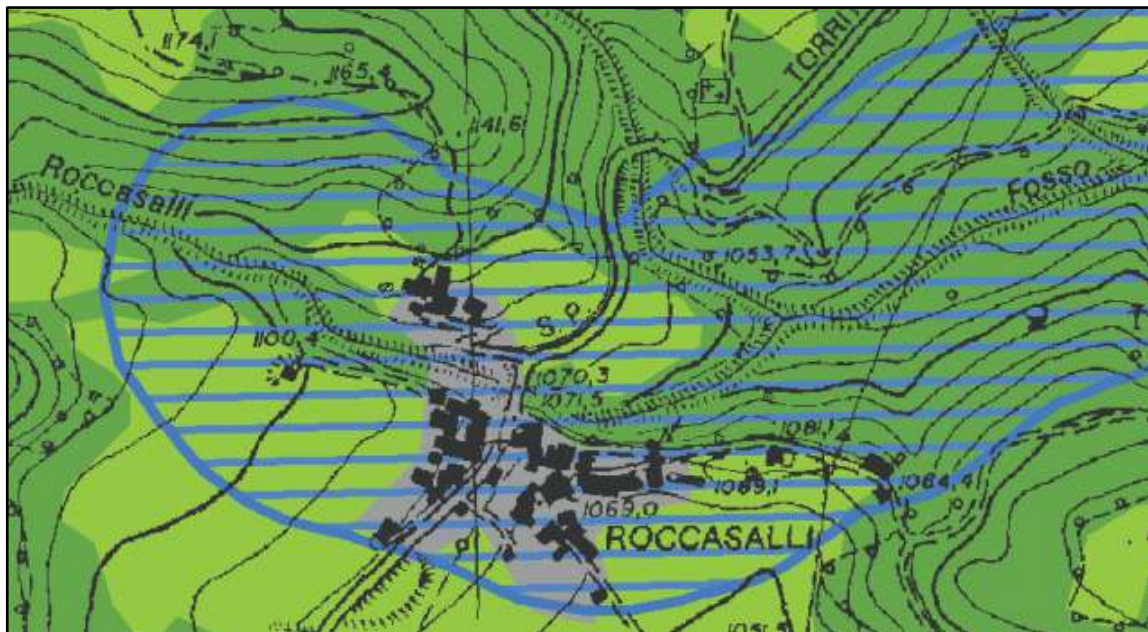 1174,1
1165,4
1141,6
TORRI
Roccasalli
Fosso
1053,7
S. P.
1100,4
1070,3
1071,5
1081,1
1069,1
1064,4
1069,0
ROCCASALLI